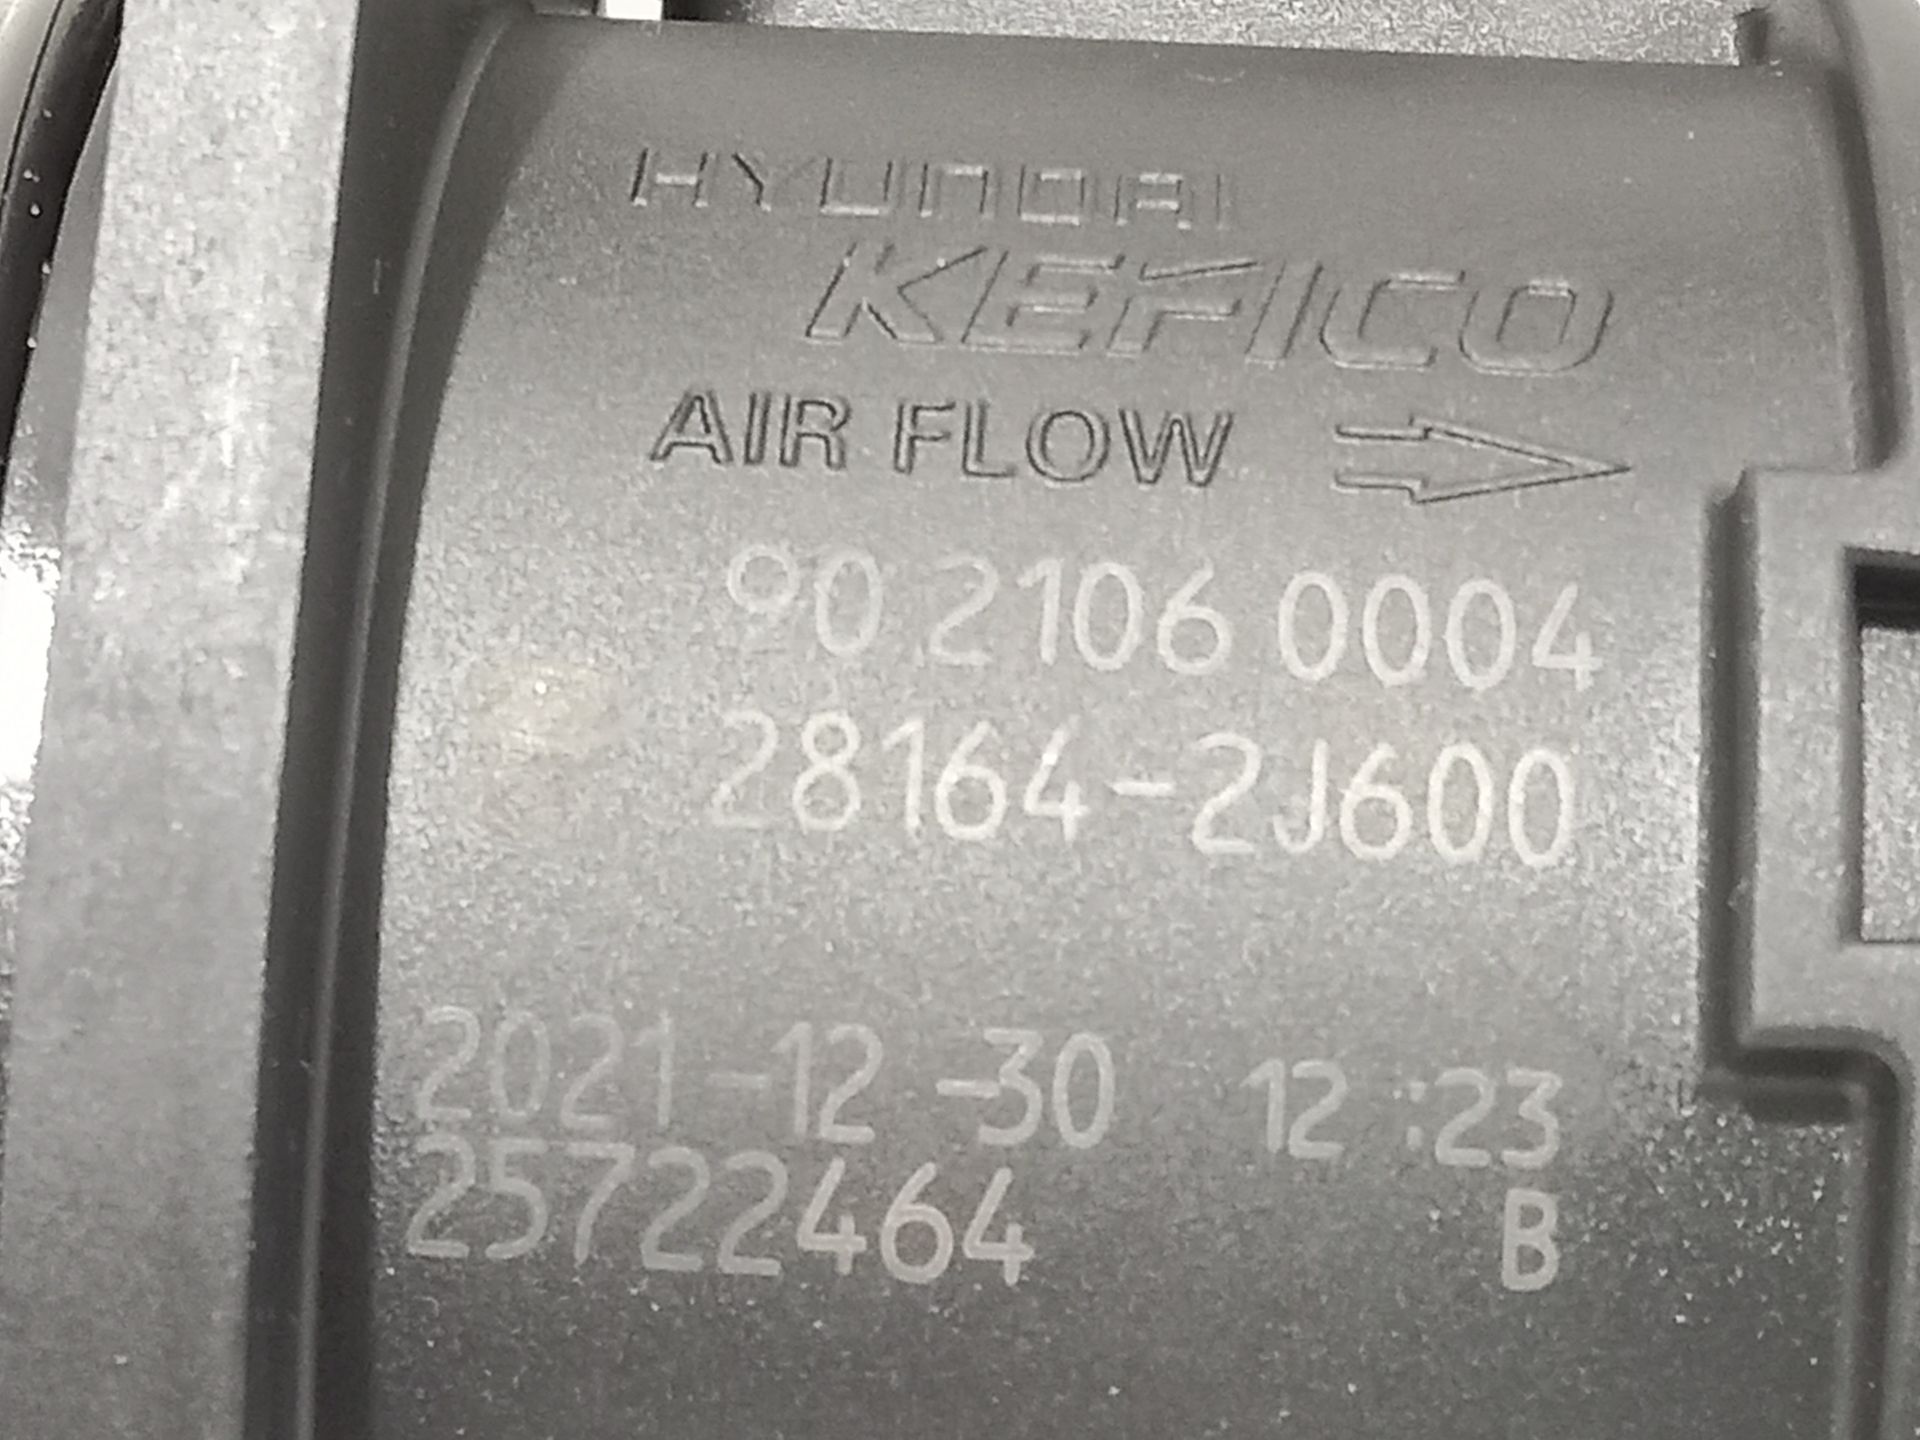 HYUNDAI
KEFICO
AIR FLOW
90 2106 0004
28164-2J600
2021-12-30 12:23
25722464 B